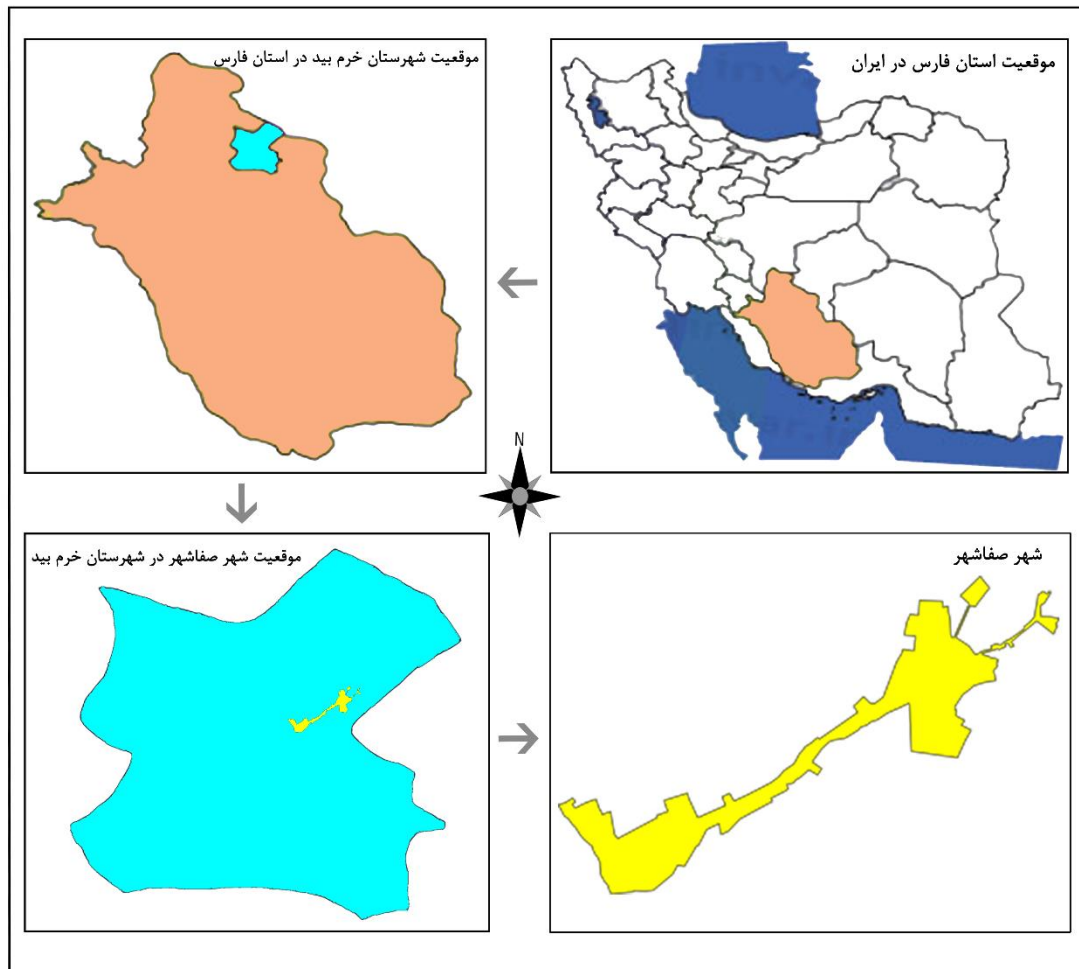 موقعیت استان فارس در ایران
موقعیت شهرستان خرم بید در استان فارس
N
موقعیت شهر صفاشهر در شهرستان خرم بید
شهر صفاشهر